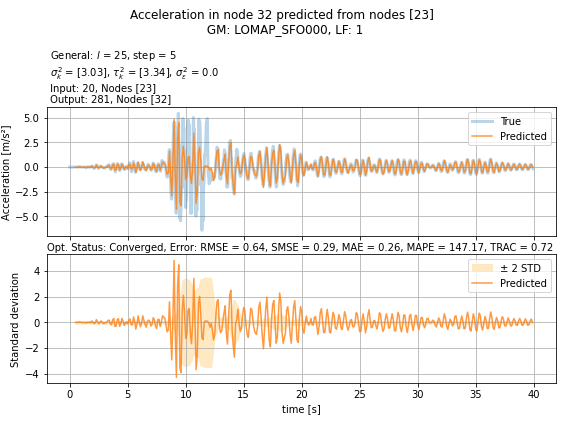 Acceleration in node 32 predicted from nodes [23]
GM: LOMAP_SFO000, LF: 1
General: l = 25, step = 5
σ²ₖ = [3.03], τ²ₖ = [3.34], σ²ε = 0.0
Input: 20, Nodes [23]
Output: 281, Nodes [32]
Acceleration [m/s²]
5.0
2.5
0.0
−2.5
−5.0
True
Predicted
Opt. Status: Converged, Error: RMSE = 0.64, SMSE = 0.29, MAE = 0.26, MAPE = 147.17, TRAC = 0.72
Standard deviation
4
2
0
−2
−4
± 2 STD
Predicted
0 5 10 15 20 25 30 35 40
time [s]